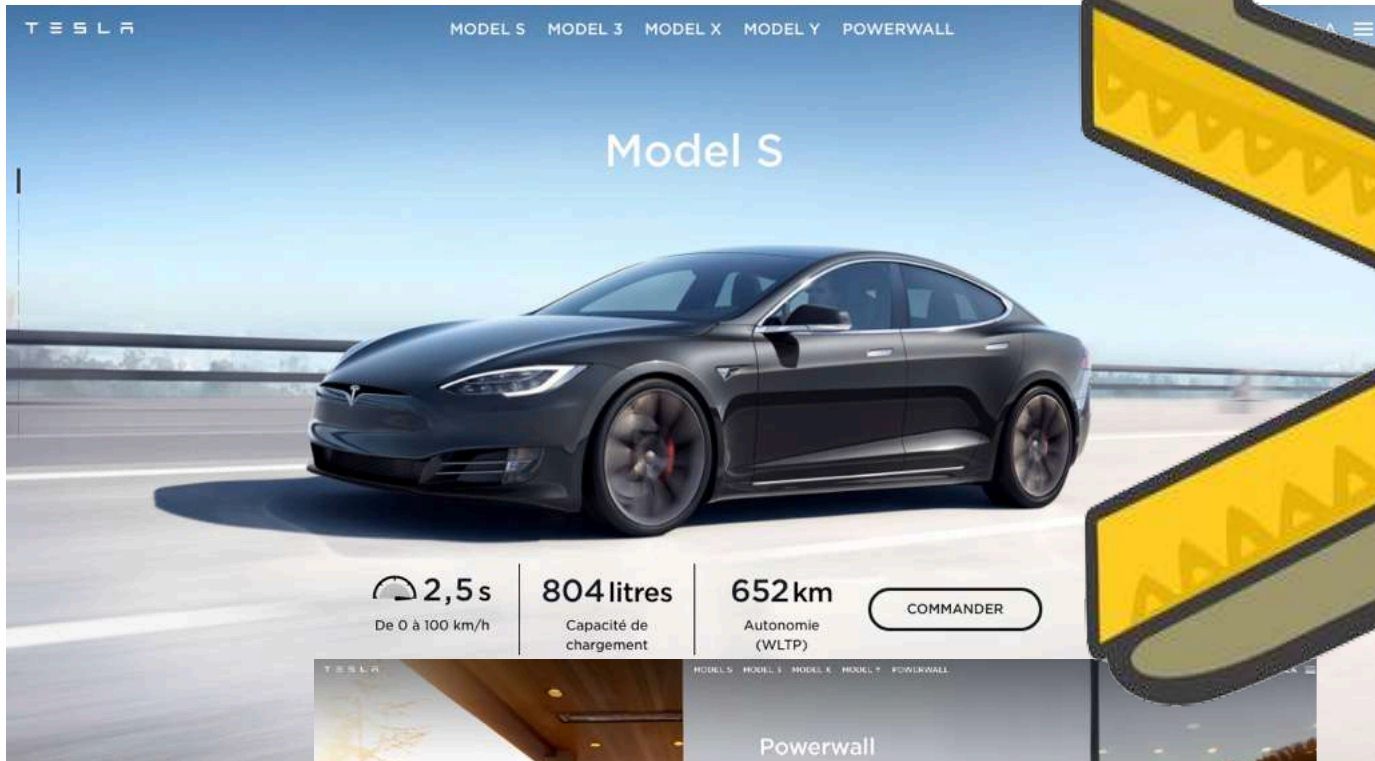 TESLA
MODEL S MODEL 3 MODEL X MODEL Y POWERWALL
Model S
2,5 s
De 0 à 100 km/h
804 litres
Capacité de
chargement
652 km
Autonomie
(WLTP)
COMMANDER
TESLA
MODEL S MODEL 3 MODEL X MODEL Y POWERWALL
Powerwall